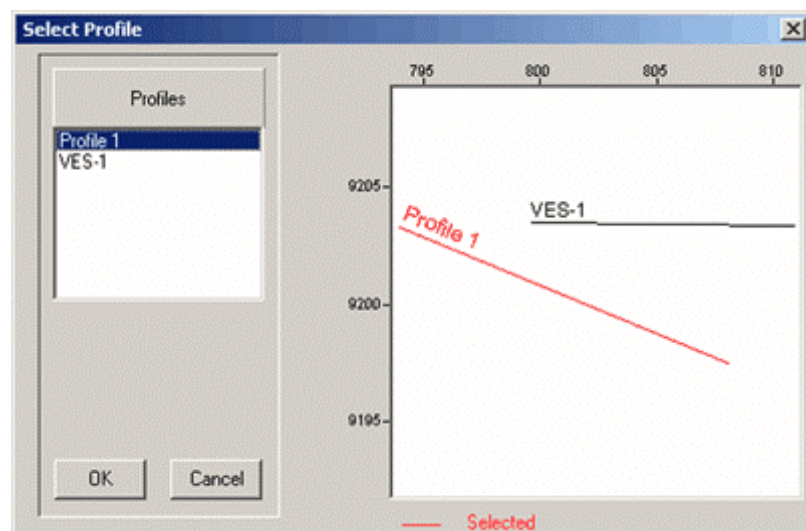 Select Profile
Profiles
Profile 1
VES-1
OK
Cancel
795 800 805 810
9205
9200
9195
VES-1
Profile 1
Selected